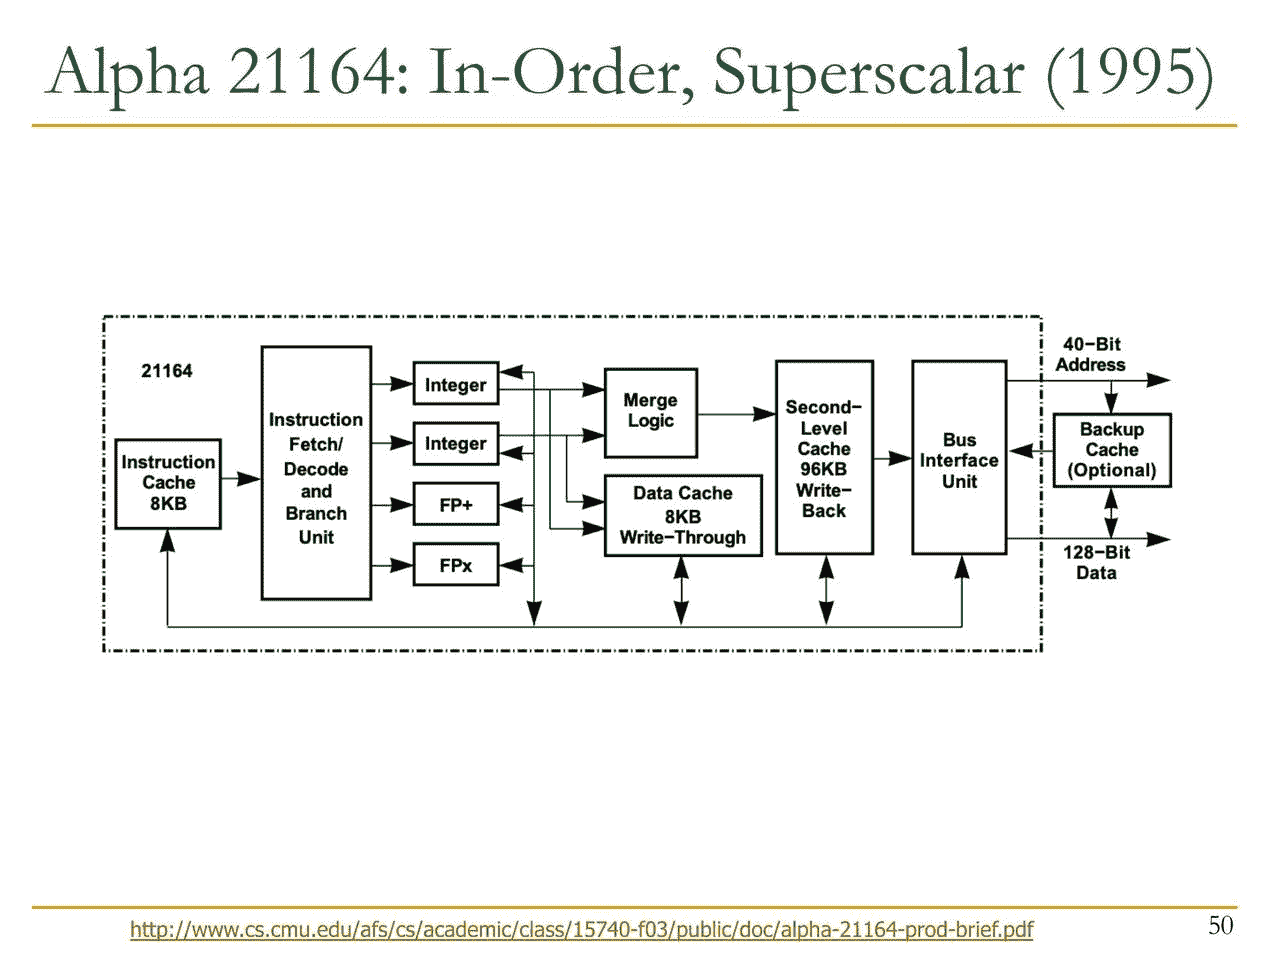 Alpha 21164: In-Order, Superscalar (1995)
21164
Instruction
Cache
8KB
Instruction
Fetch/
Decode
and
Branch
Unit
Integer
Integer
FP+
FPx
Merge
Logic
Data Cache
8KB
Write−Through
Second−
Level
Cache
96KB
Write−
Back
Bus
Interface
Unit
40−Bit
Address
Backup
Cache
(Optional)
128−Bit
Data
http://www.cs.cmu.edu/afs/cs/academic/class/15740-f03/public/doc/alpha-21164-prod-brief.pdf
50